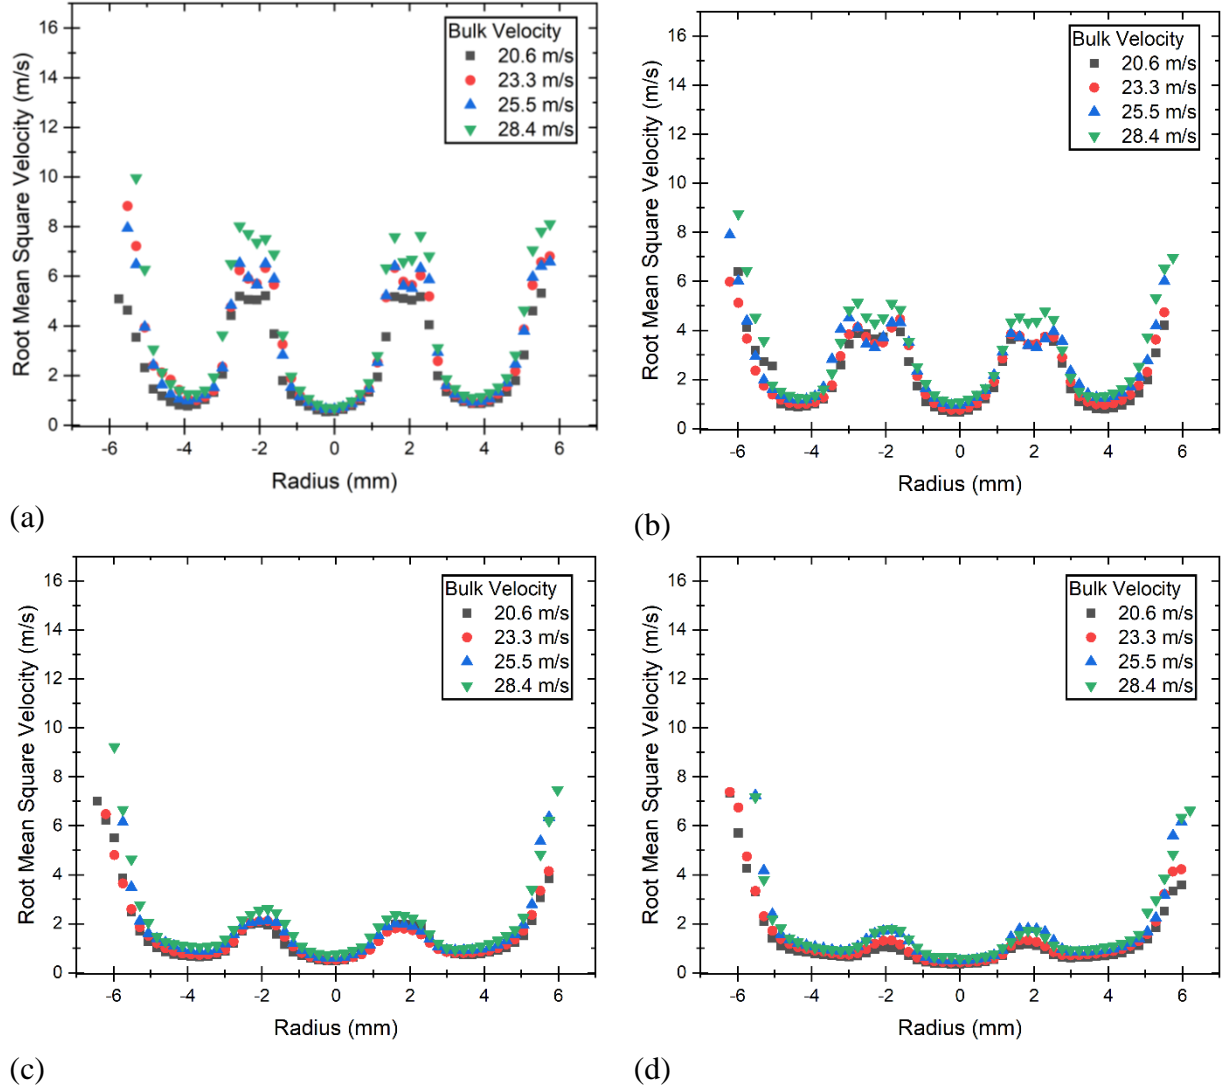 16
14
12
10
8
6
4
2
0
Root Mean Square Velocity (m/s)
Bulk Velocity
20.6 m/s
23.3 m/s
25.5 m/s
28.4 m/s
-6 -4 -2 0 2 4 6
Radius (mm)
(a)
16
14
12
10
8
6
4
2
0
Root Mean Square Velocity (m/s)
Bulk Velocity
20.6 m/s
23.3 m/s
25.5 m/s
28.4 m/s
-6 -4 -2 0 2 4 6
Radius (mm)
(b)
16
14
12
10
8
6
4
2
0
Root Mean Square Velocity (m/s)
Bulk Velocity
20.6 m/s
23.3 m/s
25.5 m/s
28.4 m/s
-6 -4 -2 0 2 4 6
Radius (mm)
(c)
16
14
12
10
8
6
4
2
0
Root Mean Square Velocity (m/s)
Bulk Velocity
20.6 m/s
23.3 m/s
25.5 m/s
28.4 m/s
-6 -4 -2 0 2 4 6
Radius (mm)
(d)